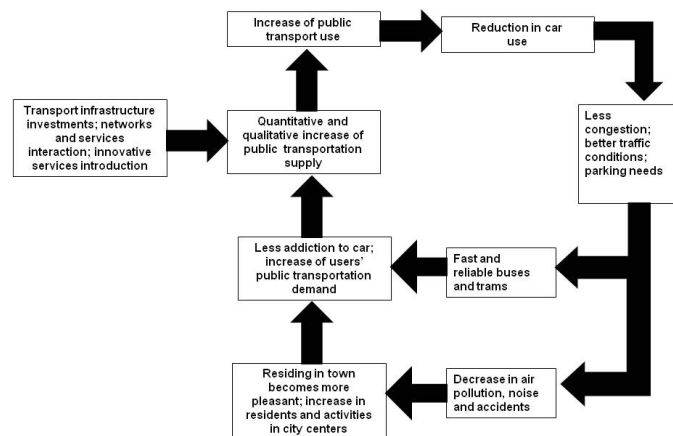 Increase of public
transport use
Reduction in car
use
Transport infrastructure
investments; networks
and services
interaction; innovative
services introduction
Quantitative and
qualitative increase of
public transportation
supply
Less
congestion;
better traffic
conditions;
parking needs
Less addiction to car;
increase of users'
public transportation
demand
Fast and
reliable buses
and trams
Residing in town
becomes more
pleasant; increase in
residents and activities
in city centers
Decrease in air
pollution, noise
and accidents